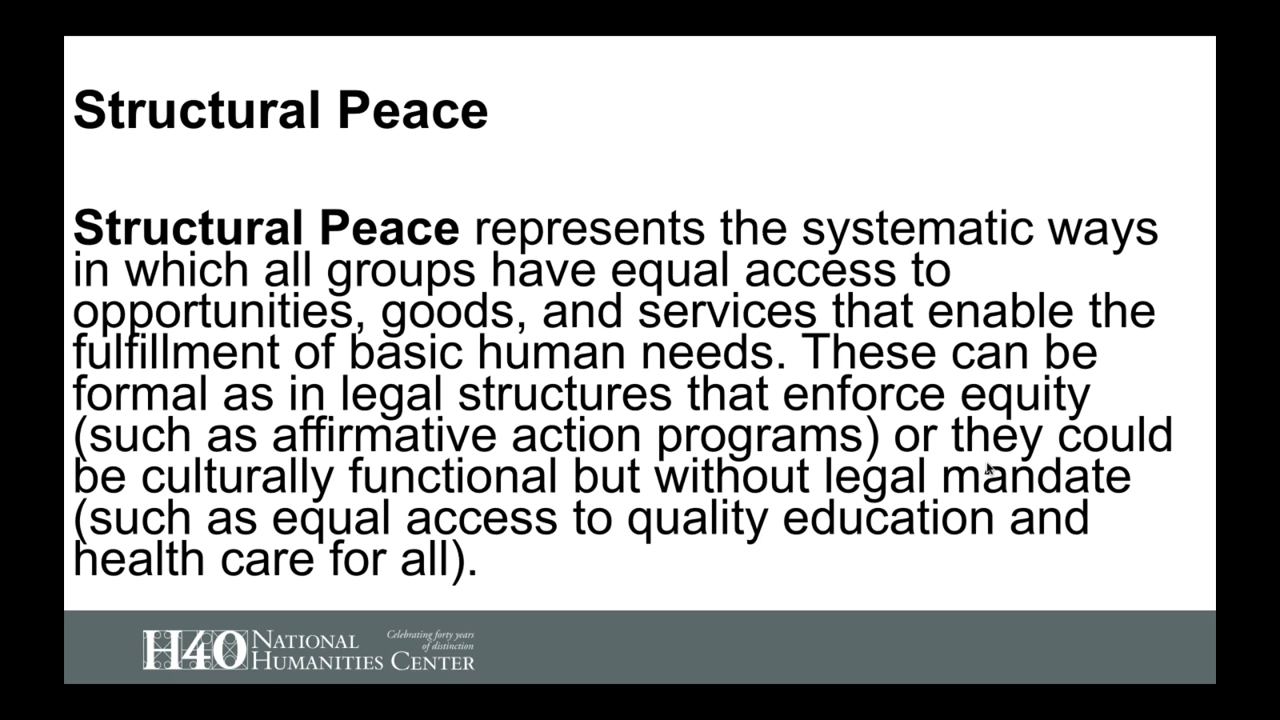 Structural Peace
Structural Peace represents the systematic ways
in which all groups have equal access to
opportunities, goods, and services that enable the
fulfillment of basic human needs. These can be
formal as in legal structures that enforce equity
(such as affirmative action programs) or they could
be culturally functional but without legal mandate
(such as equal access to quality education and
health care for all).
H40 NATIONAL HUMANITIES CENTER
Celebrating forty years
of distinction